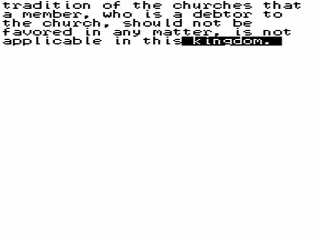 tradition of the churches that
a member, who is a debtor to
the church, should not be
favored in any matter, is not
applicable in this kingdom.